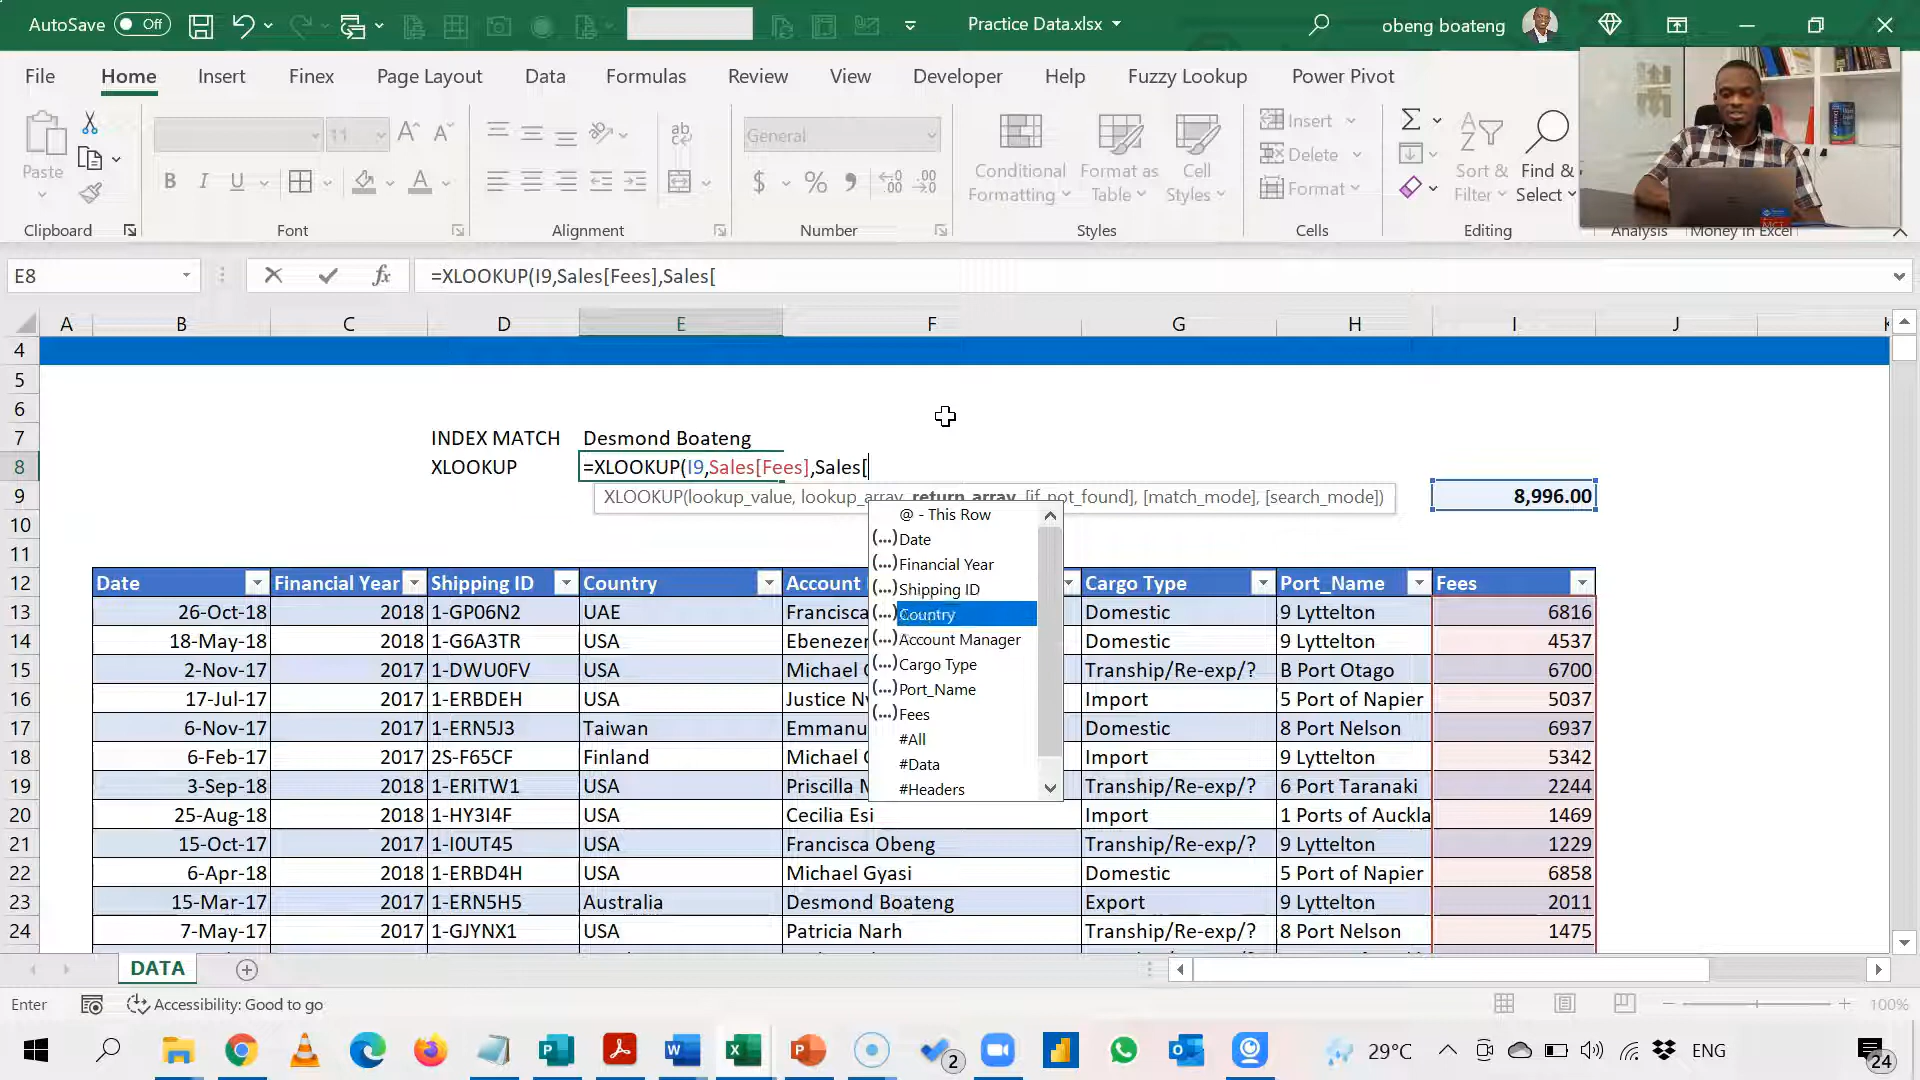 AutoSave Off Practice Data.xlsx obeng boateng
File Home Insert Finex Page Layout Data Formulas Review View Developer Help Fuzzy Lookup Power Pivot
Paste 11 General Conditional Formatting Format as Table Cell Styles Insert Delete Format Sort & Filter Find & Select
Clipboard Font Alignment Number Styles Cells Editing Analysis Money in Excel
E8 fx =XLOOKUP(I9,Sales[Fees],Sales[
A B C D E F G H I J
4
5
6
7 INDEX MATCH Desmond Boateng
8 XLOOKUP =XLOOKUP(I9,Sales[Fees],Sales[
9 XLOOKUP(lookup_value, lookup_array, return_array, [if_not_found], [match_mode], [search_mode]) 8,996.00
10
11
@ - This Row
(...) Date
(...) Financial Year
(...) Shipping ID
(...) Country
(...) Account Manager
(...) Cargo Type
(...) Port_Name
(...) Fees
#All
#Data
#Headers
12 Date Financial Year Shipping ID Country Account Cargo Type Port_Name Fees
13 26-Oct-18 2018 1-GP06N2 UAE Francisca Domestic 9 Lyttelton 6816
14 18-May-18 2018 1-G6A3TR USA Ebenezer Domestic 9 Lyttelton 4537
15 2-Nov-17 2017 1-DWU0FV USA Michael Tranship/Re-exp/? B Port Otago 6700
16 17-Jul-17 2017 1-ERBDEH USA Justice Import 5 Port of Napier 5037
17 6-Nov-17 2017 1-ERN5J3 Taiwan Emmanu Domestic 8 Port Nelson 6937
18 6-Feb-17 2017 2S-F65CF Finland Michael Import 9 Lyttelton 5342
19 3-Sep-18 2018 1-ERITW1 USA Priscilla Tranship/Re-exp/? 6 Port Taranaki 2244
20 25-Aug-18 2018 1-HY3I4F USA Cecilia Esi Import 1 Ports of Auckla 1469
21 15-Oct-17 2017 1-I0UT45 USA Francisca Obeng Tranship/Re-exp/? 9 Lyttelton 1229
22 6-Apr-18 2018 1-ERBD4H USA Michael Gyasi Domestic 5 Port of Napier 6858
23 15-Mar-17 2017 1-ERN5H5 Australia Desmond Boateng Export 9 Lyttelton 2011
24 7-May-17 2017 1-GJYNX1 USA Patricia Narh Tranship/Re-exp/? 8 Port Nelson 1475
DATA
Enter Accessibility: Good to go 100%
2 29°C ENG 24